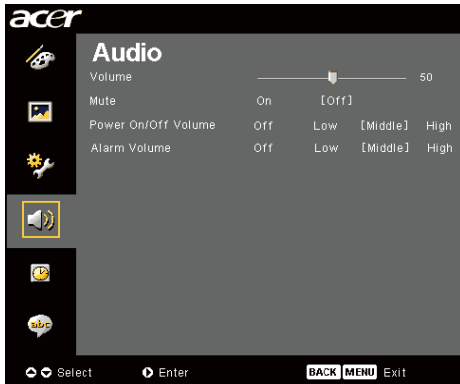 acer
Audio
Volume 50
Mute On [Off]
Power On/Off Volume Off Low [Middle] High
Alarm Volume Off Low [Middle] High
abc
Select Enter BACK MENU Exit